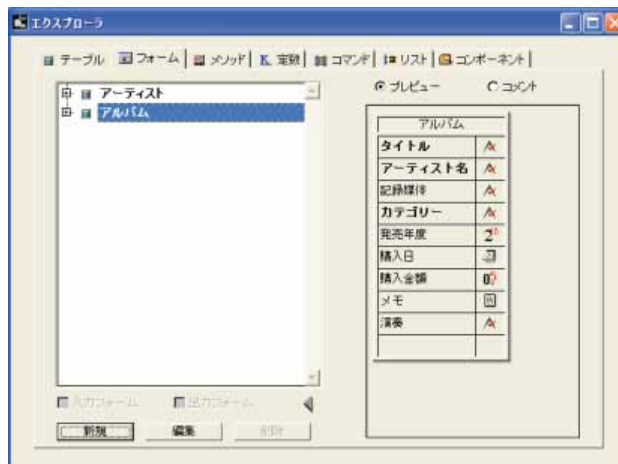 エクスプローラ
テーブル フォーム メソッド 定数 コマンド リスト コンポーネント
アーティスト
アルバム
プレビュー コメント
アルバム
タイトル
アーティスト名
記録媒体
カテゴリー
発売年度
購入日
購入金額
メモ
演奏
入力フォーム 出力フォーム
新規 編集 削除